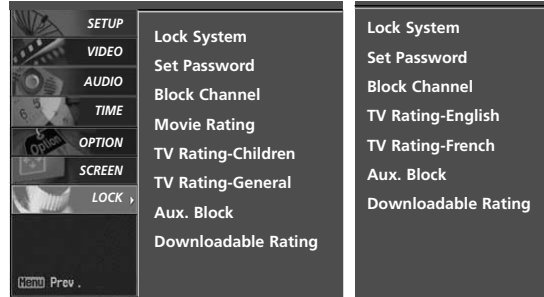 SETUP
VIDEO
AUDIO
TIME
OPTION
SCREEN
LOCK
Menu Prev.
Lock System
Set Password
Block Channel
Movie Rating
TV Rating-Children
TV Rating-General
Aux. Block
Downloadable Rating
Lock System
Set Password
Block Channel
TV Rating-English
TV Rating-French
Aux. Block
Downloadable Rating